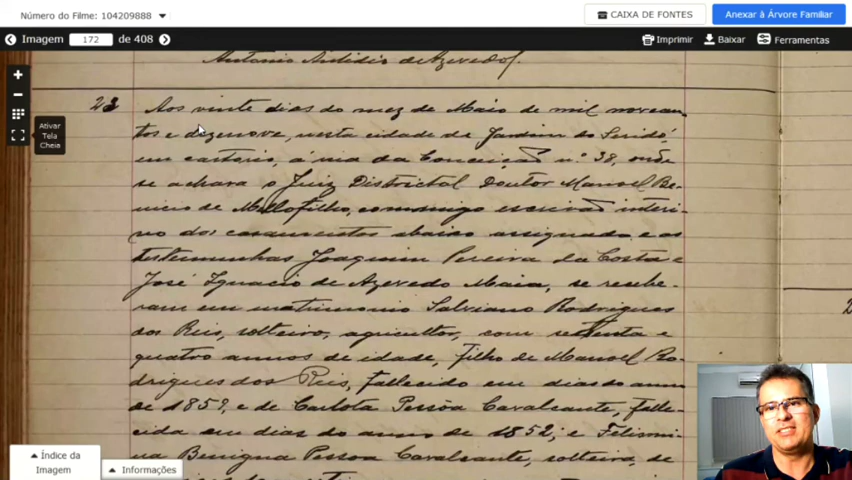 Número do Filme: 104209888
CAIXA DE FONTES
Anexar à Árvore Familiar
Imagem 172 de 408
Imprimir
Baixar
Ferramentas
Ativar
Tela
Cheia
Antonio Antidio de Azevedo
23 Aos vinte dias do mez de Maio de mil novecen
tos e dezenove, nesta cidade de Jardim do Seridó,
em cartorio, á rua da Conceição nº 38, onde
se achava o Juiz Districtal Doutor Manoel Be-
nicio de Mello filho, commigo escrivão interi-
no dos casamentos abaixo assignado e as
testemunhas Joaquim Pereira da Costa e
José Ignacio de Azevedo Maia, se recebe-
ram em matrimonio Salviano Rodrigues
dos Reis, solteiro, agricultor, com setenta e
quatro annos de idade, filho de Manoel Ro-
drigues dos Reis, fallecido em dias do anno
de 1859, e de Carlota Pessôa Cavalcante, falle-
cida em dias do anno de 1852; e Felismi-
na Benigna Pessoa Cavalcante, solteira, de
Índice da
Imagem
Informações